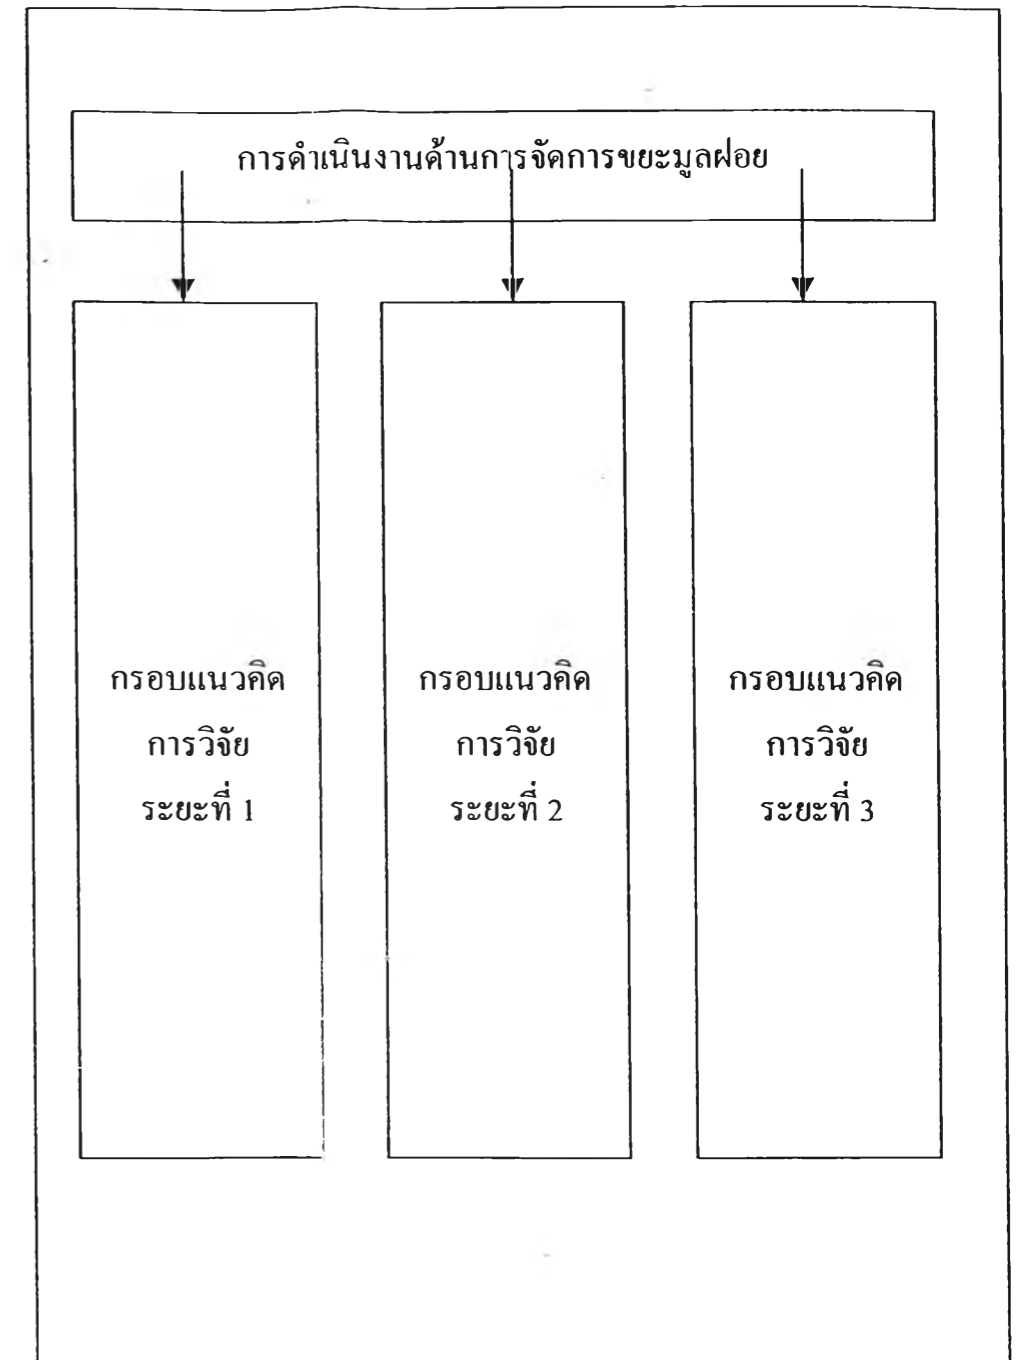 การดำเนินงานด้านการจัดการขยะมูลฝอย
กรอบแนวคิด
การวิจัย
ระยะที่ 1
กรอบแนวคิด
การวิจัย
ระยะที่ 2
กรอบแนวคิด
การวิจัย
ระยะที่ 3